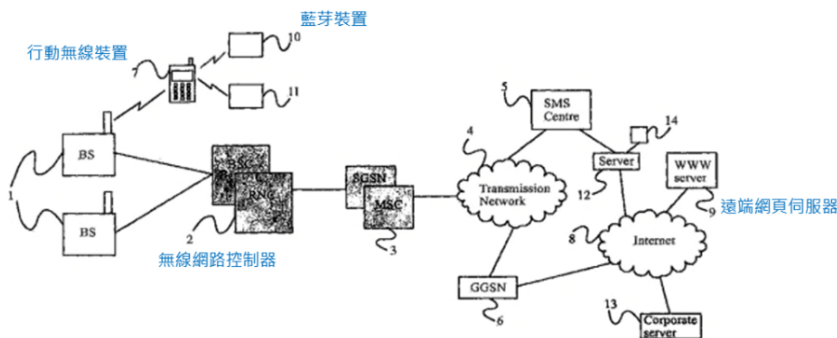 藍芽裝置
10
行動無線裝置
7
11
5
SMS
Centre
14
4
BS
BSC
RNC
SGSN
MSC
Transmission
Network
Server
12
WWW
server
9
遠端網頁伺服器
1
2
3
8
Internet
BS
無線網路控制器
GGSN
6
13
Corporate
server